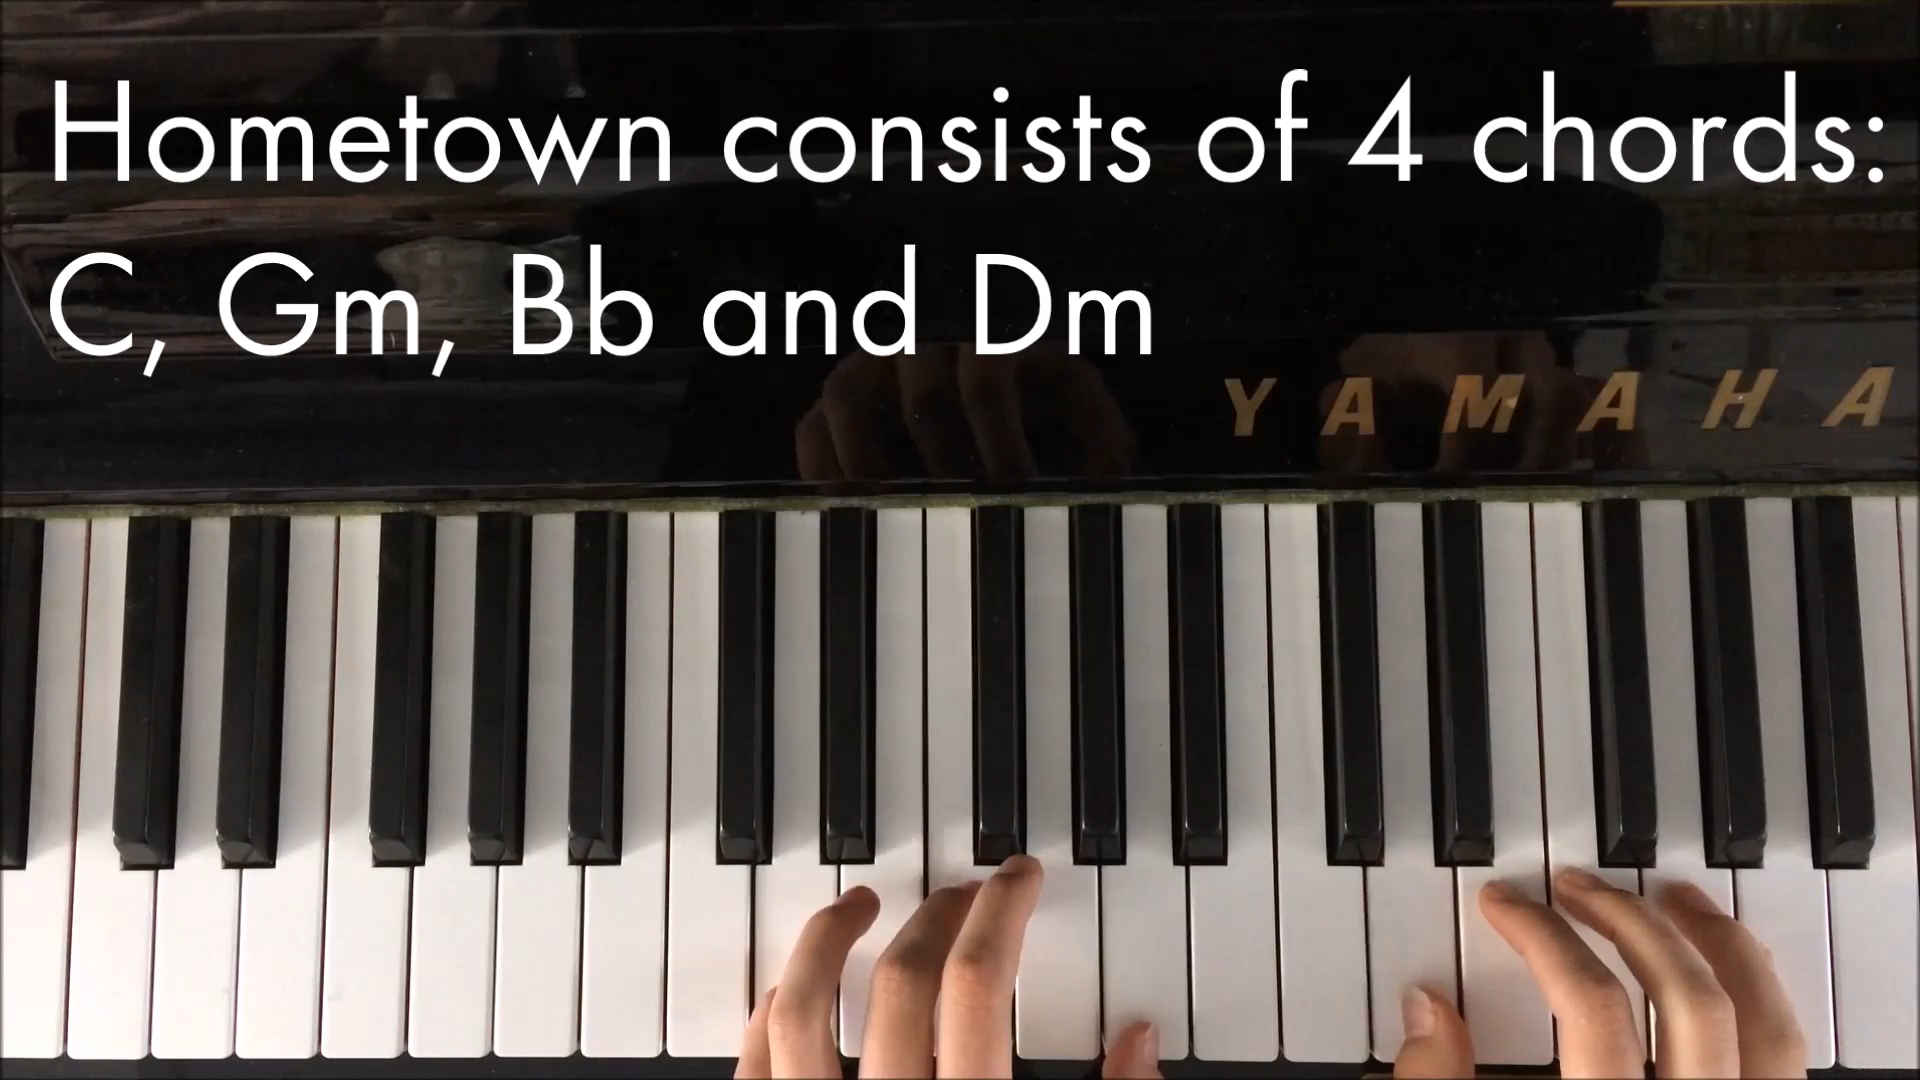 Hometown consists of 4 chords:
C, Gm, Bb and Dm
YAMAHA